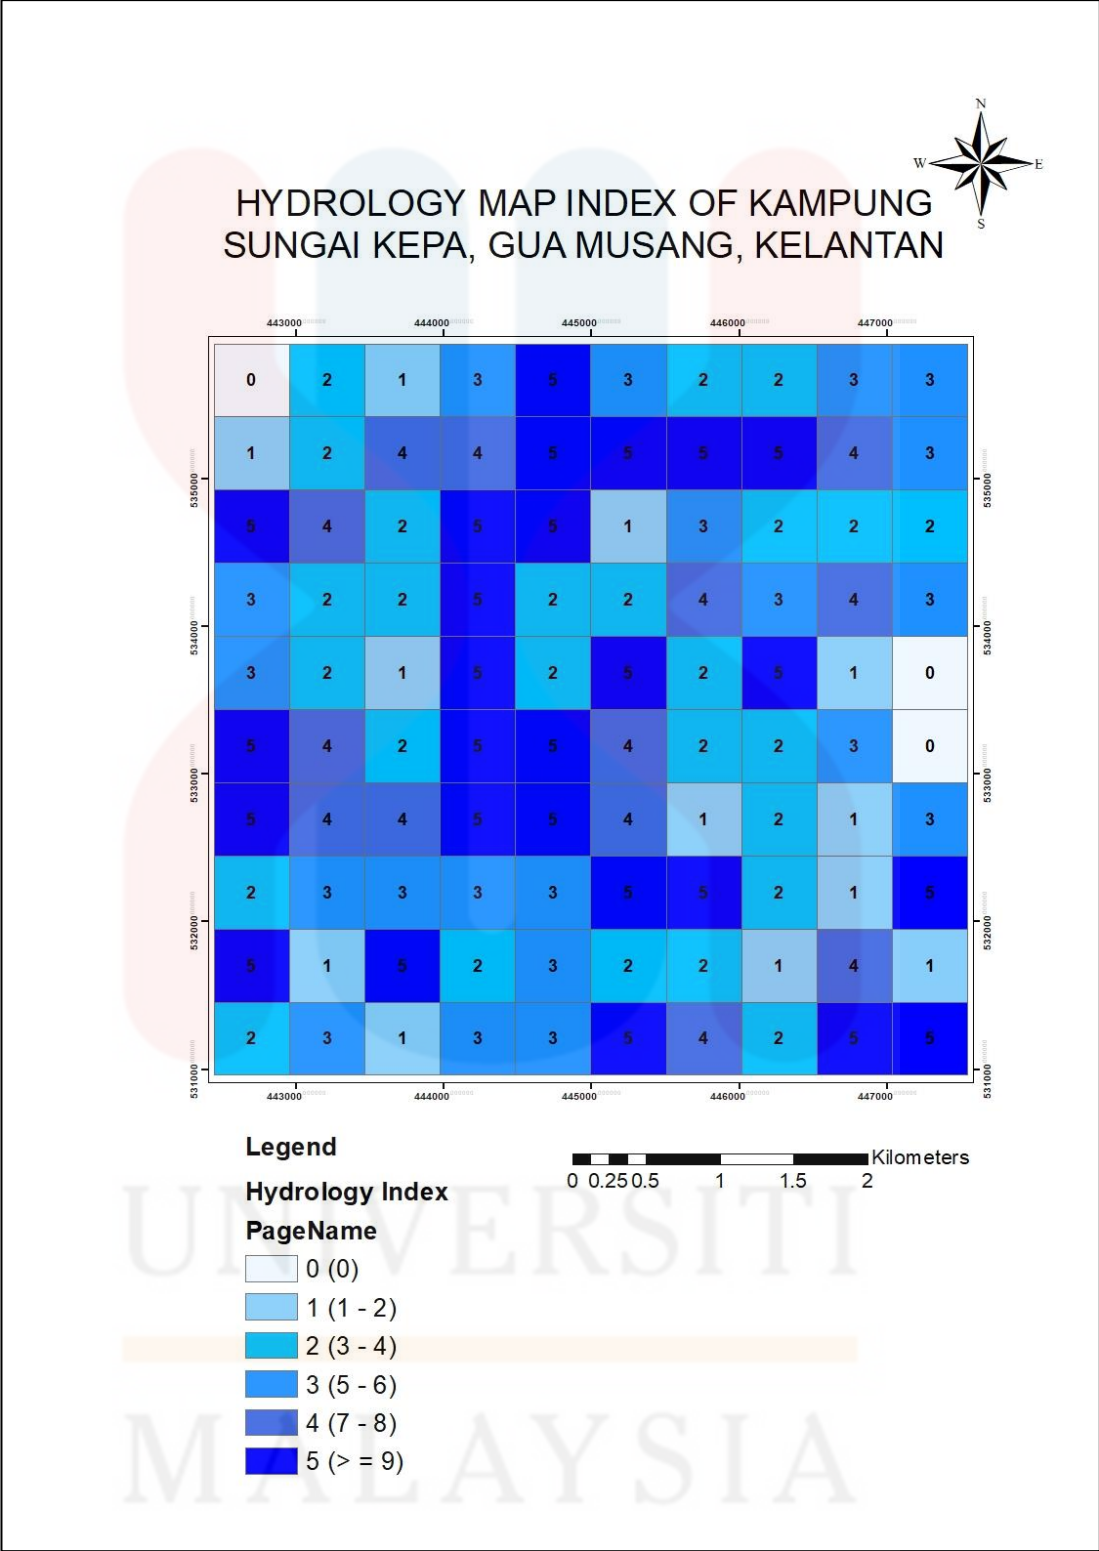 N
W E
S
HYDROLOGY MAP INDEX OF KAMPUNG
SUNGAI KEPA, GUA MUSANG, KELANTAN
443000 444000 445000 446000 447000
0 2 1 3 5 3 2 2 3 3
1 2 4 4 5 5 5 5 4 3
535000 535000
5 4 2 5 5 1 3 2 2 2
3 2 2 5 2 2 4 3 4 3
534000 534000
3 2 1 5 2 5 2 5 1 0
5 4 2 5 5 4 2 2 3 0
533000 533000
5 4 4 5 5 4 1 2 1 3
2 3 3 3 3 5 5 2 1 5
532000 532000
5 1 5 2 3 2 2 1 4 1
2 3 1 3 3 5 4 2 5 5
531000 531000
443000 444000 445000 446000 447000
Legend
Kilometers
0 0.25 0.5 1 1.5 2
Hydrology Index
PageName
0 (0)
1 (1 - 2)
2 (3 - 4)
3 (5 - 6)
4 (7 - 8)
5 (> = 9)
UNIVERSITI
MALAYSIA